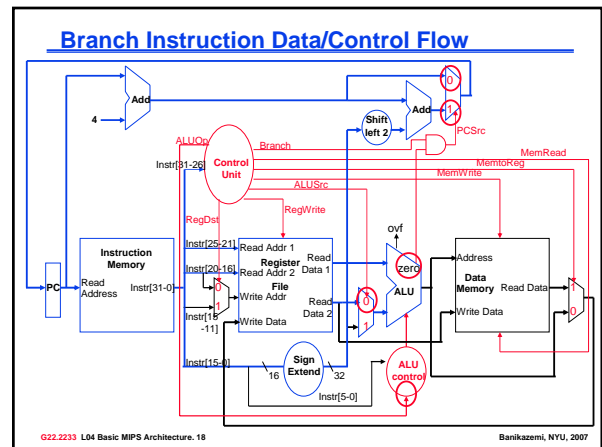 Branch Instruction Data/Control Flow
Add
4
Add
0
1
Shift
left 2
PCSrc
ALUOp
Branch
Instr[31-26]
Control
Unit
MemRead
MemtoReg
MemWrite
ALUSrc
RegWrite
RegDst
ovf
Instruction
Memory
PC
Read
Address
Instr[31-0]
Instr[25-21]
Instr[20-16]
0
1
Instr[15
-11]
Read Addr 1
Register
Read Addr 2
File
Write Addr
Write Data
Read
Data 1
Read
Data 2
0
1
zero
ALU
Address
Data
Memory
Read Data
Write Data
1
0
Instr[15-0]
16
Sign
Extend
32
Instr[5-0]
ALU
control
G22.2233 L04 Basic MIPS Architecture. 18
Banikazemi, NYU, 2007